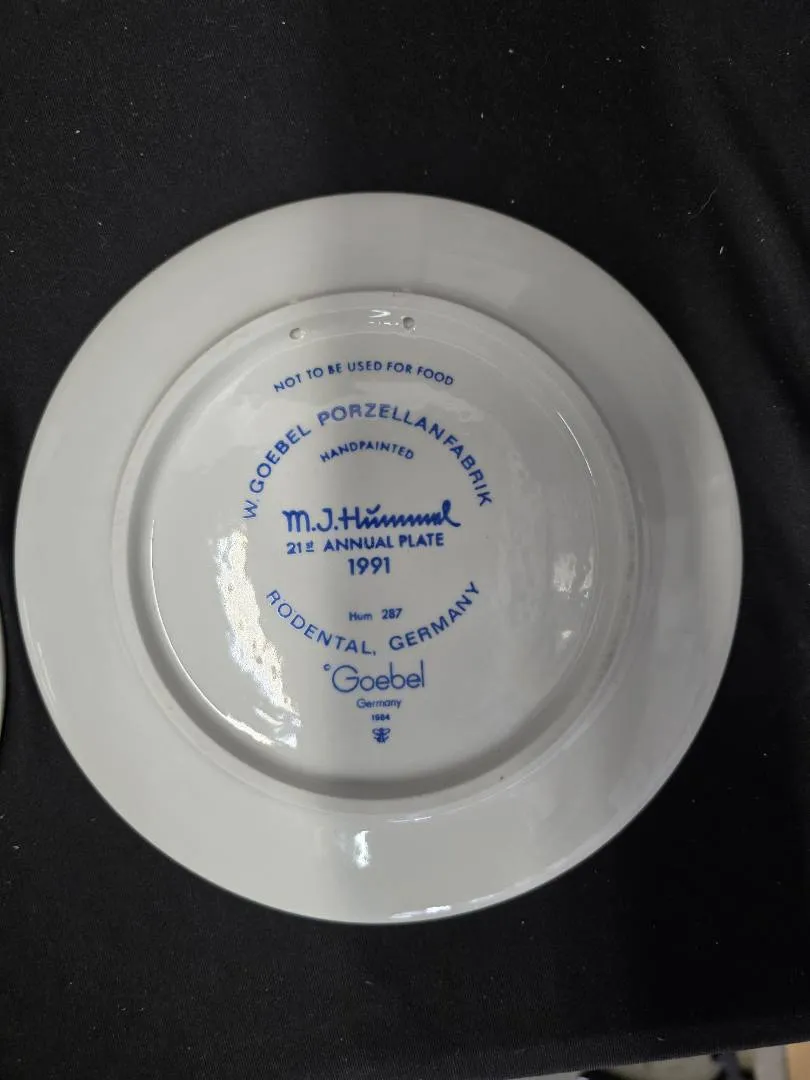 NOT TO BE USED FOR FOOD
W. GOEBEL PORZELLANFABRIK
HANDPAINTED
M.J.Hümmel
21st ANNUAL PLATE
1991
Hum 287
RÖDENTAL, GERMANY
© Goebel
Germany
1984